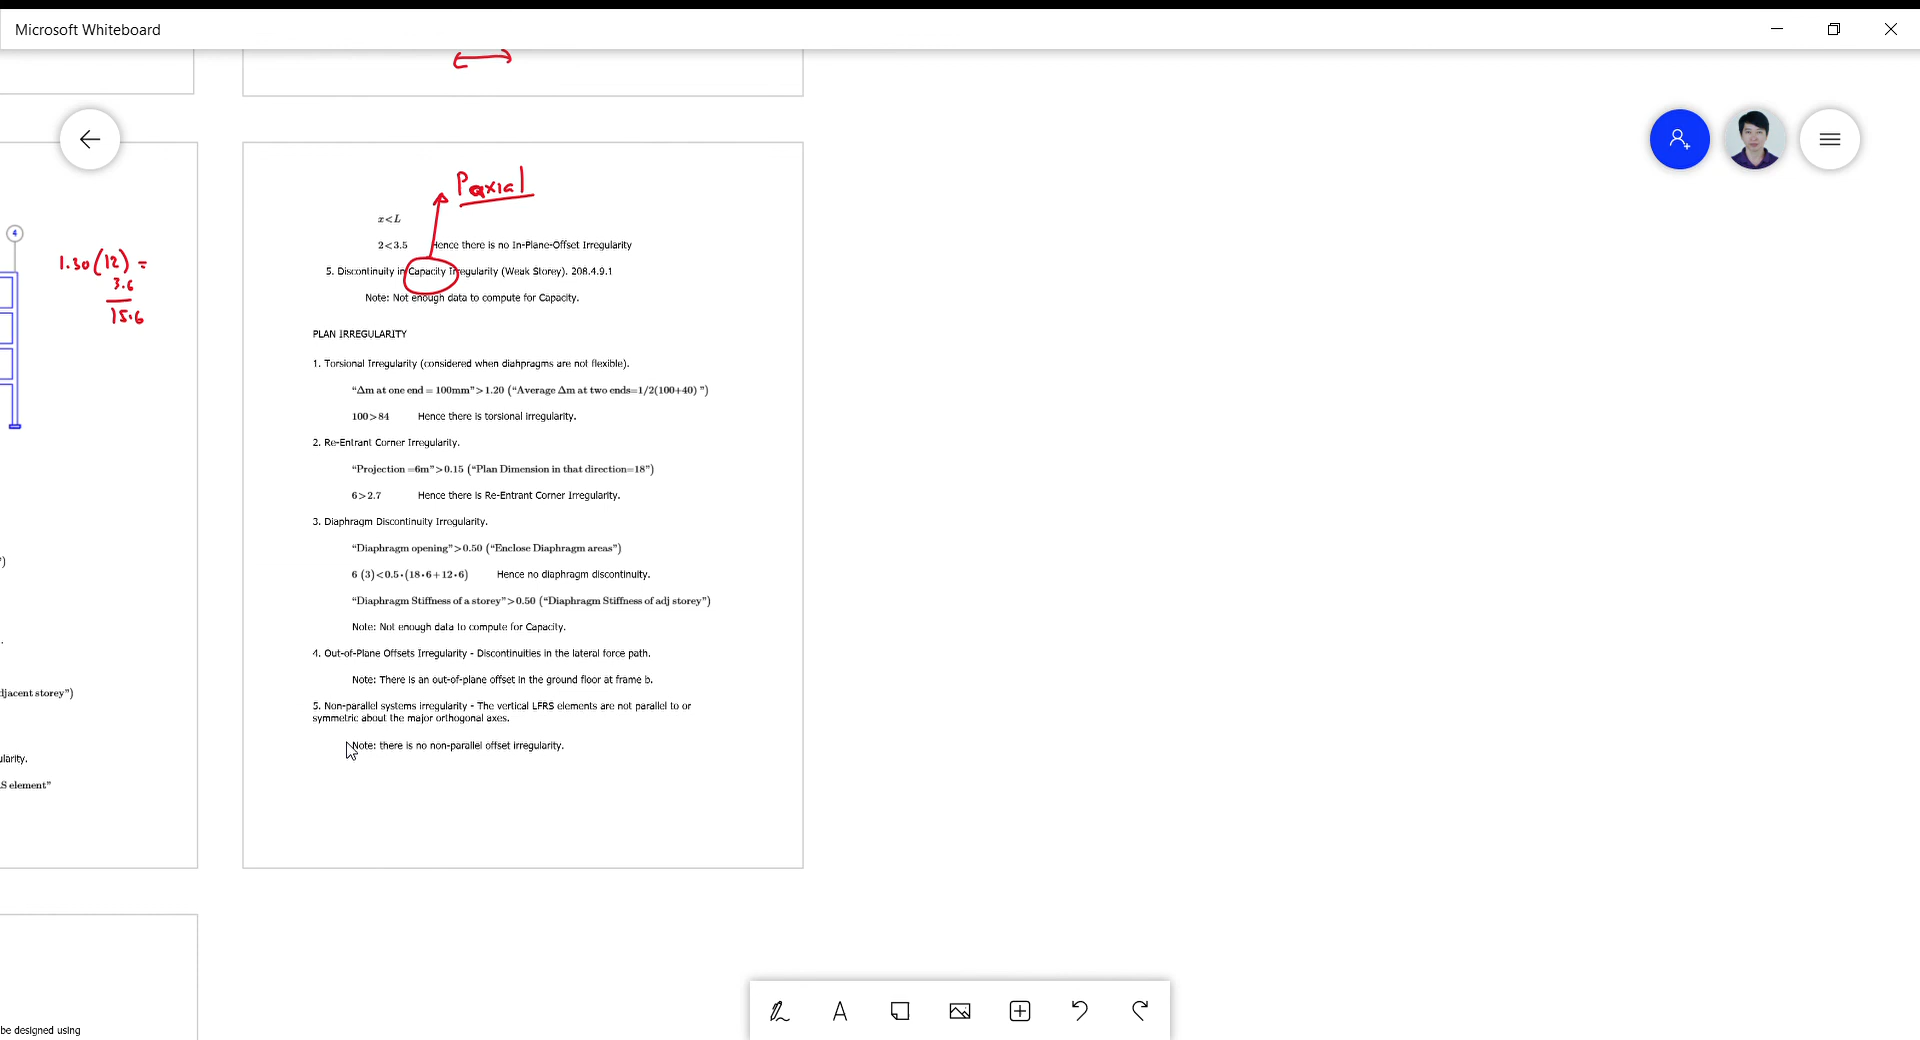 Microsoft Whiteboard
4
1.30(12) =
3.6
15.6
")
.
djacent storey")
ularity.
S element"
be designed using
Paxial
x<L
2<3.5 Hence there is no In-Plane-Offset Irregularity
5. Discontinuity in Capacity Irregularity (Weak Storey). 208.4.9.1
Note: Not enough data to compute for Capacity.
PLAN IRREGULARITY
1. Torsional Irregularity (considered when diahpragms are not flexible).
“Δm at one end = 100mm”>1.20 (“Average Δm at two ends=1/2(100+40) ”)
100>84 Hence there is torsional irregularity.
2. Re-Entrant Corner Irregularity.
“Projection =6m”>0.15 (“Plan Dimension in that direction=18”)
6>2.7 Hence there is Re-Entrant Corner Irregularity.
3. Diaphragm Discontinuity Irregularity.
“Diaphragm opening”>0.50 (“Enclose Diaphragm areas”)
6 (3)<0.5•(18•6+12•6) Hence no diaphragm discontinuity.
“Diaphragm Stiffness of a storey”>0.50 (“Diaphragm Stiffness of adj storey”)
Note: Not enough data to compute for Capacity.
4. Out-of-Plane Offsets Irregularity - Discontinuities in the lateral force path.
Note: There is an out-of-plane offset in the ground floor at frame b.
5. Non-parallel systems irregularity - The vertical LFRS elements are not parallel to or
symmetric about the major orthogonal axes.
Note: there is no non-parallel offset irregularity.